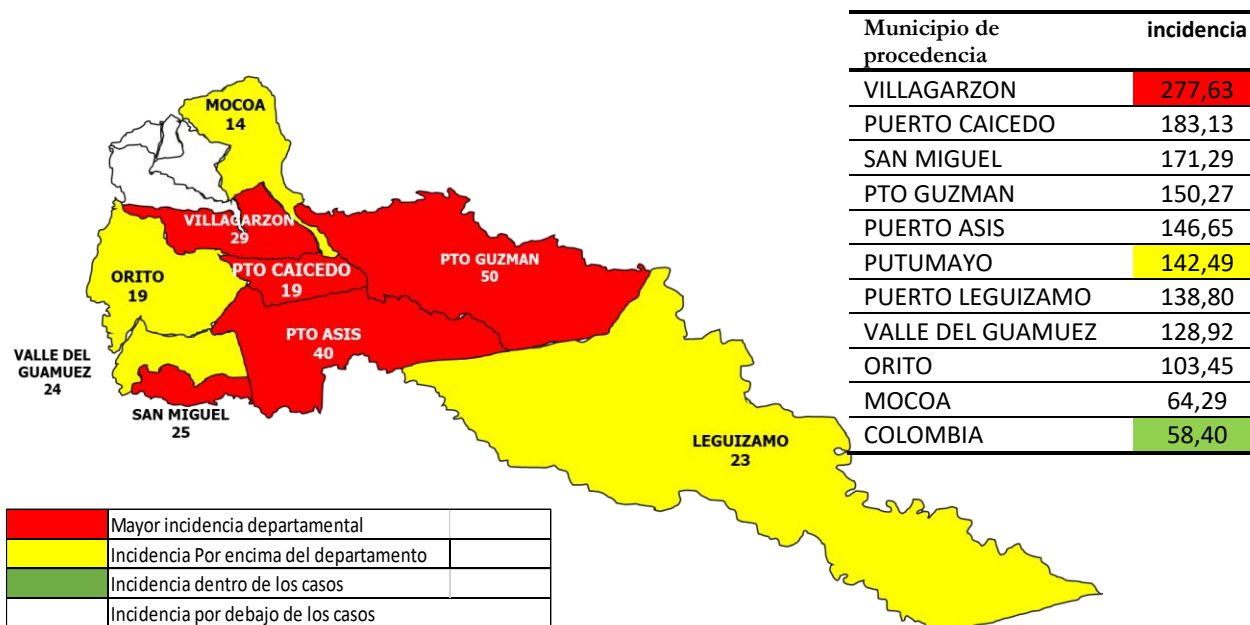 Municipio de procedencia incidencia
VILLAGARZON 277,63
PUERTO CAICEDO 183,13
SAN MIGUEL 171,29
PTO GUZMAN 150,27
PUERTO ASIS 146,65
PUTUMAYO 142,49
PUERTO LEGUIZAMO 138,80
VALLE DEL GUAMUEZ 128,92
ORITO 103,45
MOCOA 64,29
COLOMBIA 58,40
MOCOA
14
VILLAGARZON
29
PTO CAICEDO
19
PTO GUZMAN
50
ORITO
19
PTO ASIS
40
VALLE DEL
GUAMUEZ
24
SAN MIGUEL
25
LEGUIZAMO
23
Mayor incidencia departamental
Incidencia Por encima del departamento
Incidencia dentro de los casos
Incidencia por debajo de los casos